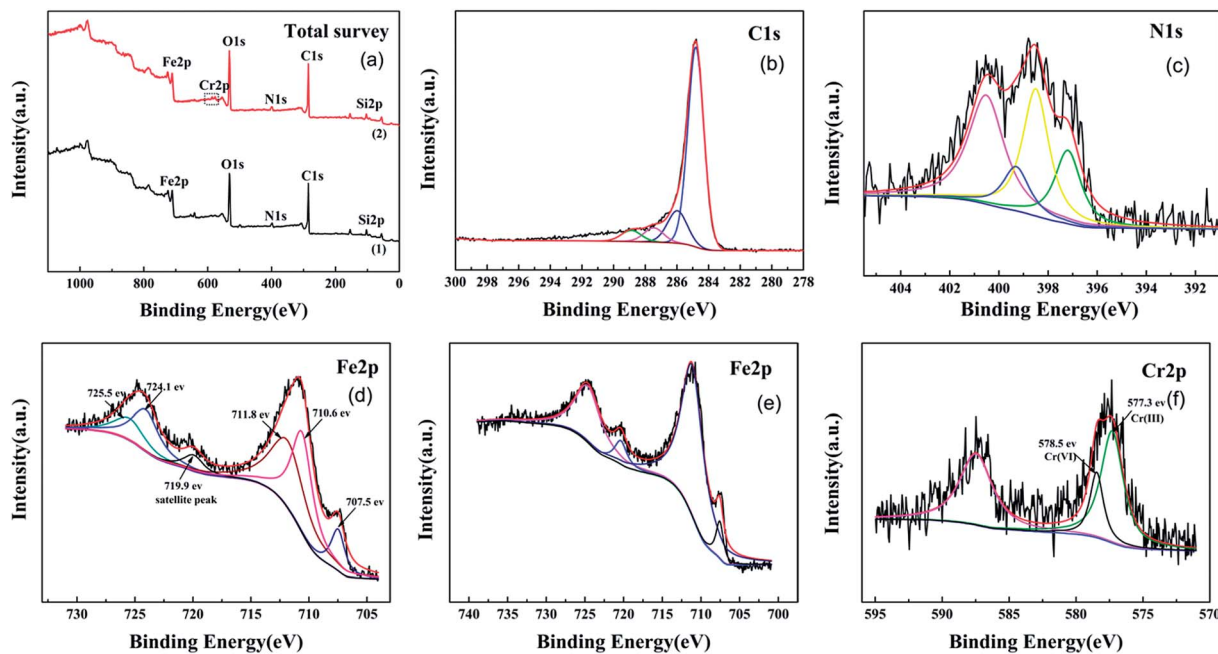 Total survey
(a)
O1s
C1s
Fe2p
Cr2p
N1s
Si2p
(2)
O1s
C1s
Fe2p
N1s
Si2p
(1)
Intensity(a.u.)
1000 800 600 400 200 0
Binding Energy(eV)
C1s
(b)
Intensity(a.u.)
300 298 296 294 292 290 288 286 284 282 280 278
Binding Energy(eV)
N1s
(c)
Intensity(a.u.)
404 402 400 398 396 394 392
Binding Energy(eV)
Fe2p
(d)
725.5 ev
724.1 ev
711.8 ev
710.6 ev
719.9 ev
satellite peak
707.5 ev
Intensity(a.u.)
730 725 720 715 710 705
Binding Energy(eV)
Fe2p
(e)
Intensity(a.u.)
740 735 730 725 720 715 710 705 700
Binding Energy(eV)
Cr2p
(f)
577.3 ev
Cr(III)
578.5 ev
Cr(VI)
Intensity(a.u.)
595 590 585 580 575 570
Binding Energy(eV)